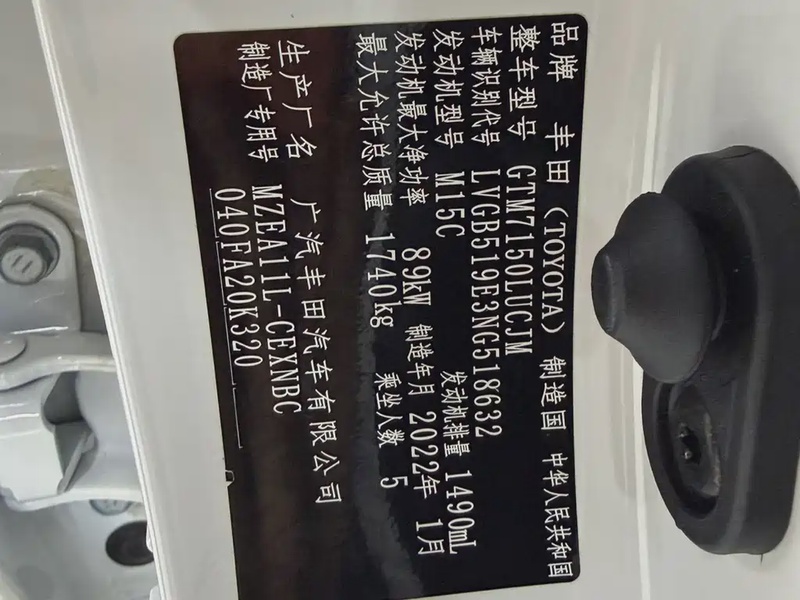 品牌 丰田（TOYOTA） 制造国 中华人民共和国
整车型号 GTM7150LUCJM
车辆识别代号 LVGB519E3NG518632
发动机型号 M15C 发动机排量 1490mL
发动机最大净功率 89kW 制造年月 2022年 1月
最大允许总质量 1740kg 乘坐人数 5
生产厂名 广汽丰田汽车有限公司
制造厂专用号 MZEA11L-CEXNBC
040FA20K320